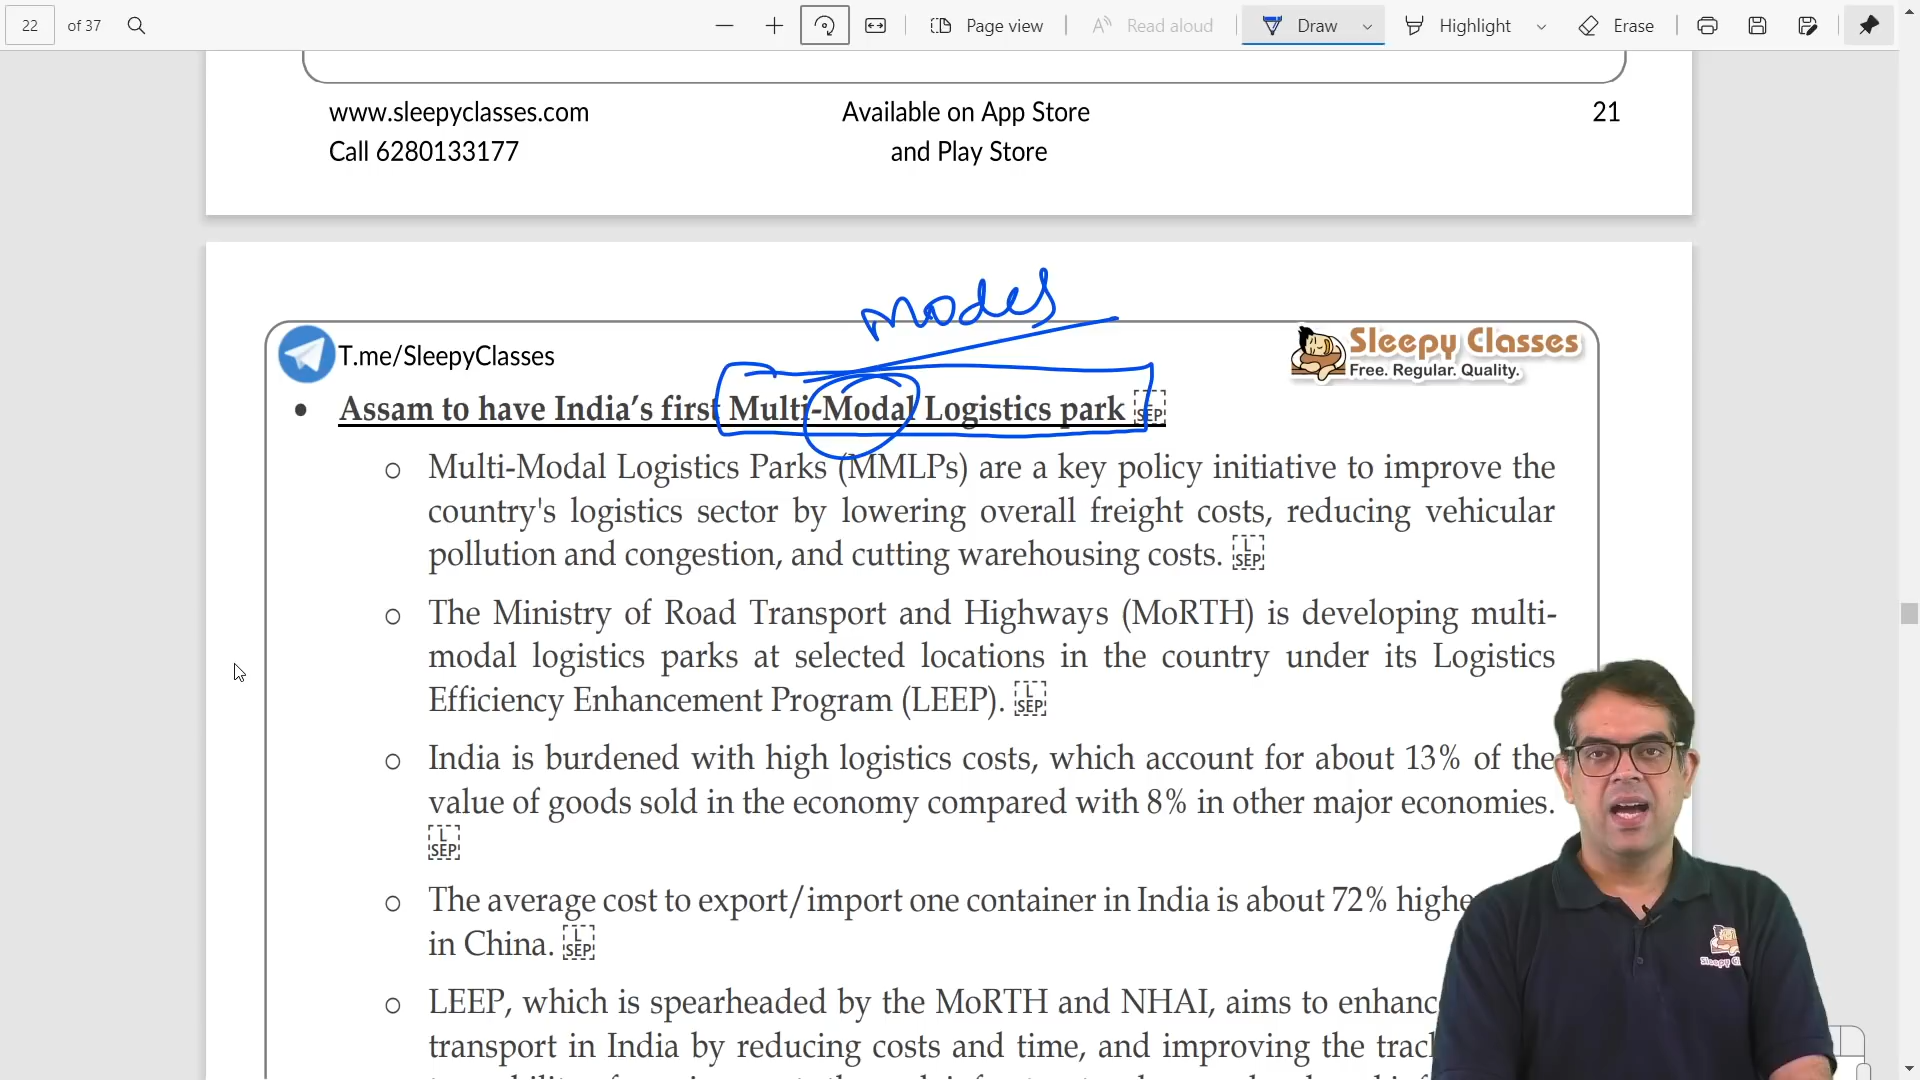 22 of 37 Page view Read aloud Draw Highlight Erase
www.sleepyclasses.com Available on App Store 21
Call 6280133177 and Play Store
modes
T.me/SleepyClasses Sleepy Classes
Free. Regular. Quality.
• Assam to have India’s first Multi-Modal Logistics park SEP
o Multi-Modal Logistics Parks (MMLPs) are a key policy initiative to improve the
country's logistics sector by lowering overall freight costs, reducing vehicular
pollution and congestion, and cutting warehousing costs. L SEP
o The Ministry of Road Transport and Highways (MoRTH) is developing multi-
modal logistics parks at selected locations in the country under its Logistics
Efficiency Enhancement Program (LEEP). L SEP
o India is burdened with high logistics costs, which account for about 13% of the
value of goods sold in the economy compared with 8% in other major economies.
L SEP
o The average cost to export/import one container in India is about 72% highe
in China. L SEP
o LEEP, which is spearheaded by the MoRTH and NHAI, aims to enhanc
transport in India by reducing costs and time, and improving the trac